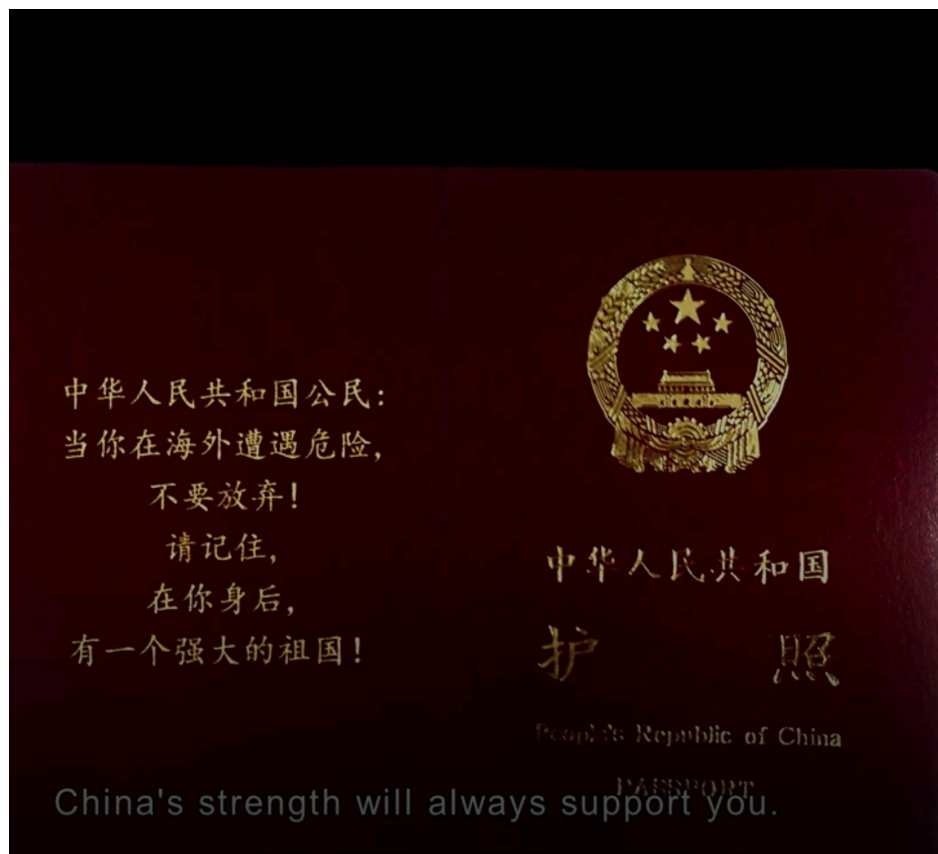 中华人民共和国公民：
当你在海外遭遇危险，
不要放弃！
请记住，
在你身后，
有一个强大的祖国！
中华人民共和国
护 照
People's Republic of China
PASSPORT
China's strength will always support you.